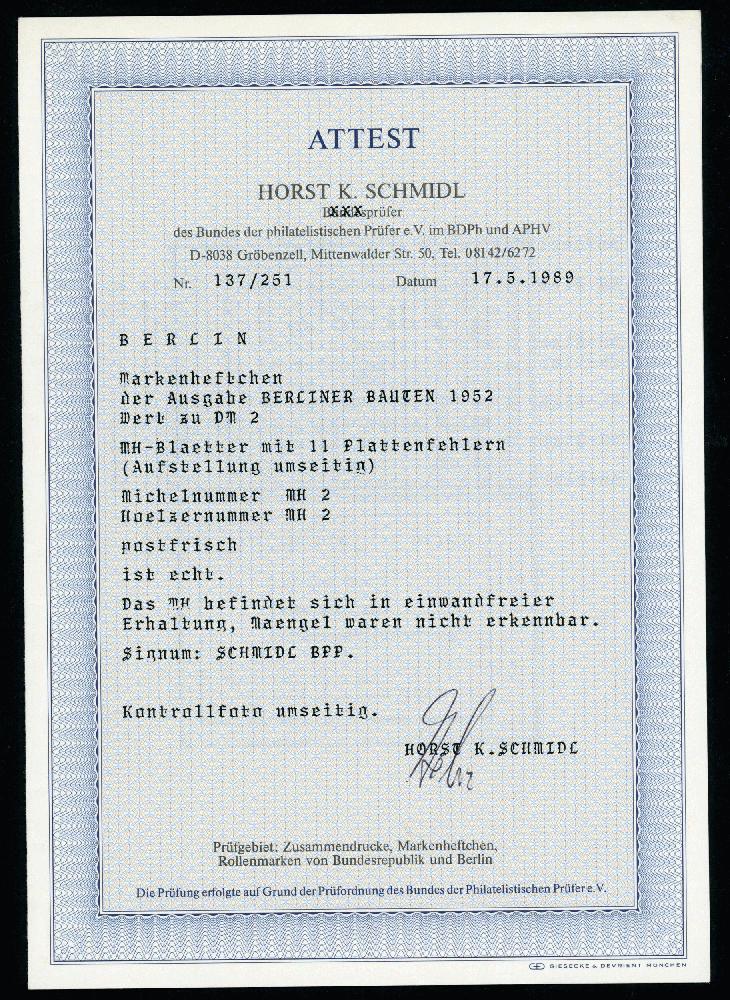 ATTEST
HORST K. SCHMIDL
des Bundes der philatelistischen Prüfer e.V. im BDPh und APHV
D-8038 Gröbenzell, Mittenwalder Str. 50, Tel. 08142/6272
Nr. 137/251 Datum 17.5.1989
B E R L I N
Markenheftchen
der Ausgabe BERLINER BAUTEN 1952
Wert zu DM 2
MH-Blaetter mit 11 Plattenfehlern
(Aufstellung umseitig)
Michelnummer MH 2
Hoelzernummer MH 2
postfrisch
ist echt.
Das MH befindet sich in einwandfreier
Erhaltung, Maengel waren nicht erkennbar.
Signum: SCHMIDL BPP.
Kontrollfoto umseitig.
HORST K.SCHMIDL
Prüfgebiet: Zusammendrucke, Markenheftchen,
Rollenmarken von Bundesrepublik und Berlin
Die Prüfung erfolgte auf Grund der Prüfordnung des Bundes der Philatelistischen Prüfer e.V.
GIESECKE & DEVRIENT MÜNCHEN